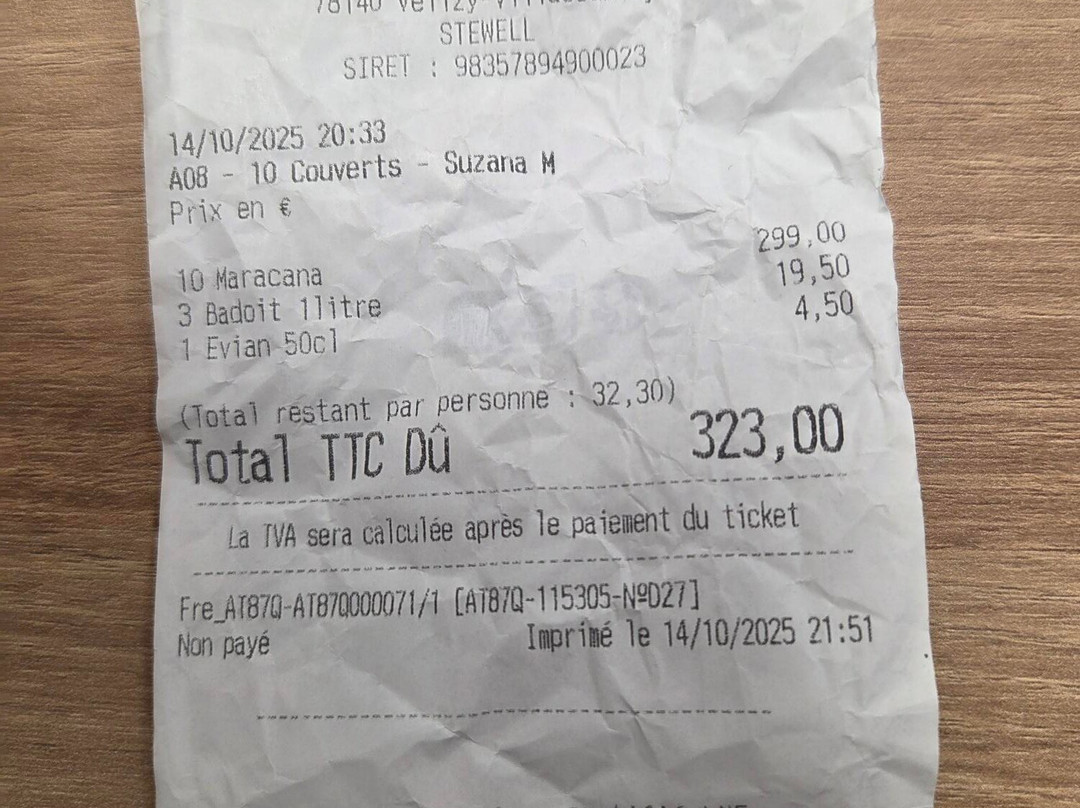 78140
STEWELL
SIRET : 98357894900023
14/10/2025 20:33
A08 - 10 Couverts - Suzana M
Prix en €
10 Maracana 299,00
3 Badoit 1litre 19,50
1 Evian 50cl 4,50
(Total restant par personne : 32,30)
Total TTC Dû 323,00
La TVA sera calculée après le paiement du ticket
Fre_AT87Q-AT87Q000071/1 [AT87Q-115305-NºD27]
Non payé Imprimé le 14/10/2025 21:51